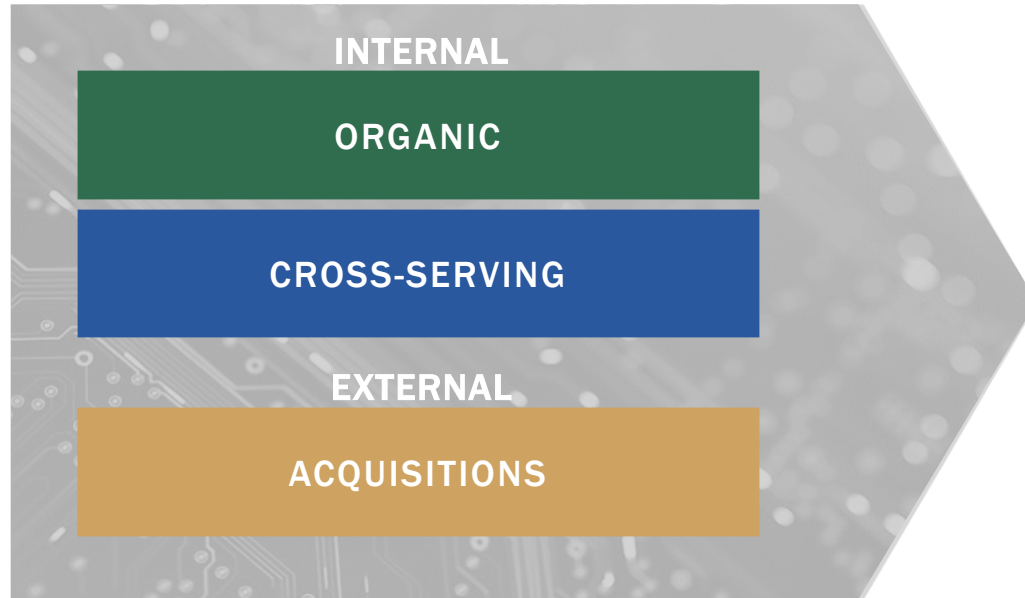 INTERNAL
ORGANIC
CROSS-SERVING
EXTERNAL
ACQUISITIONS